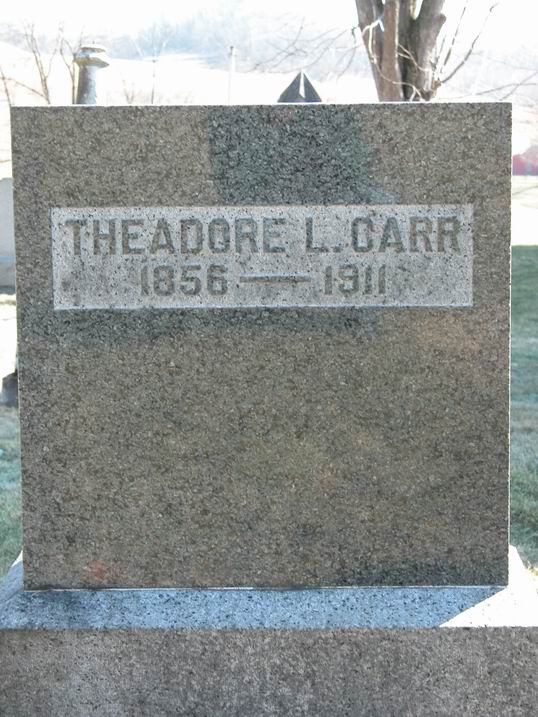 THEADORE L. CARR
1856 — 1911